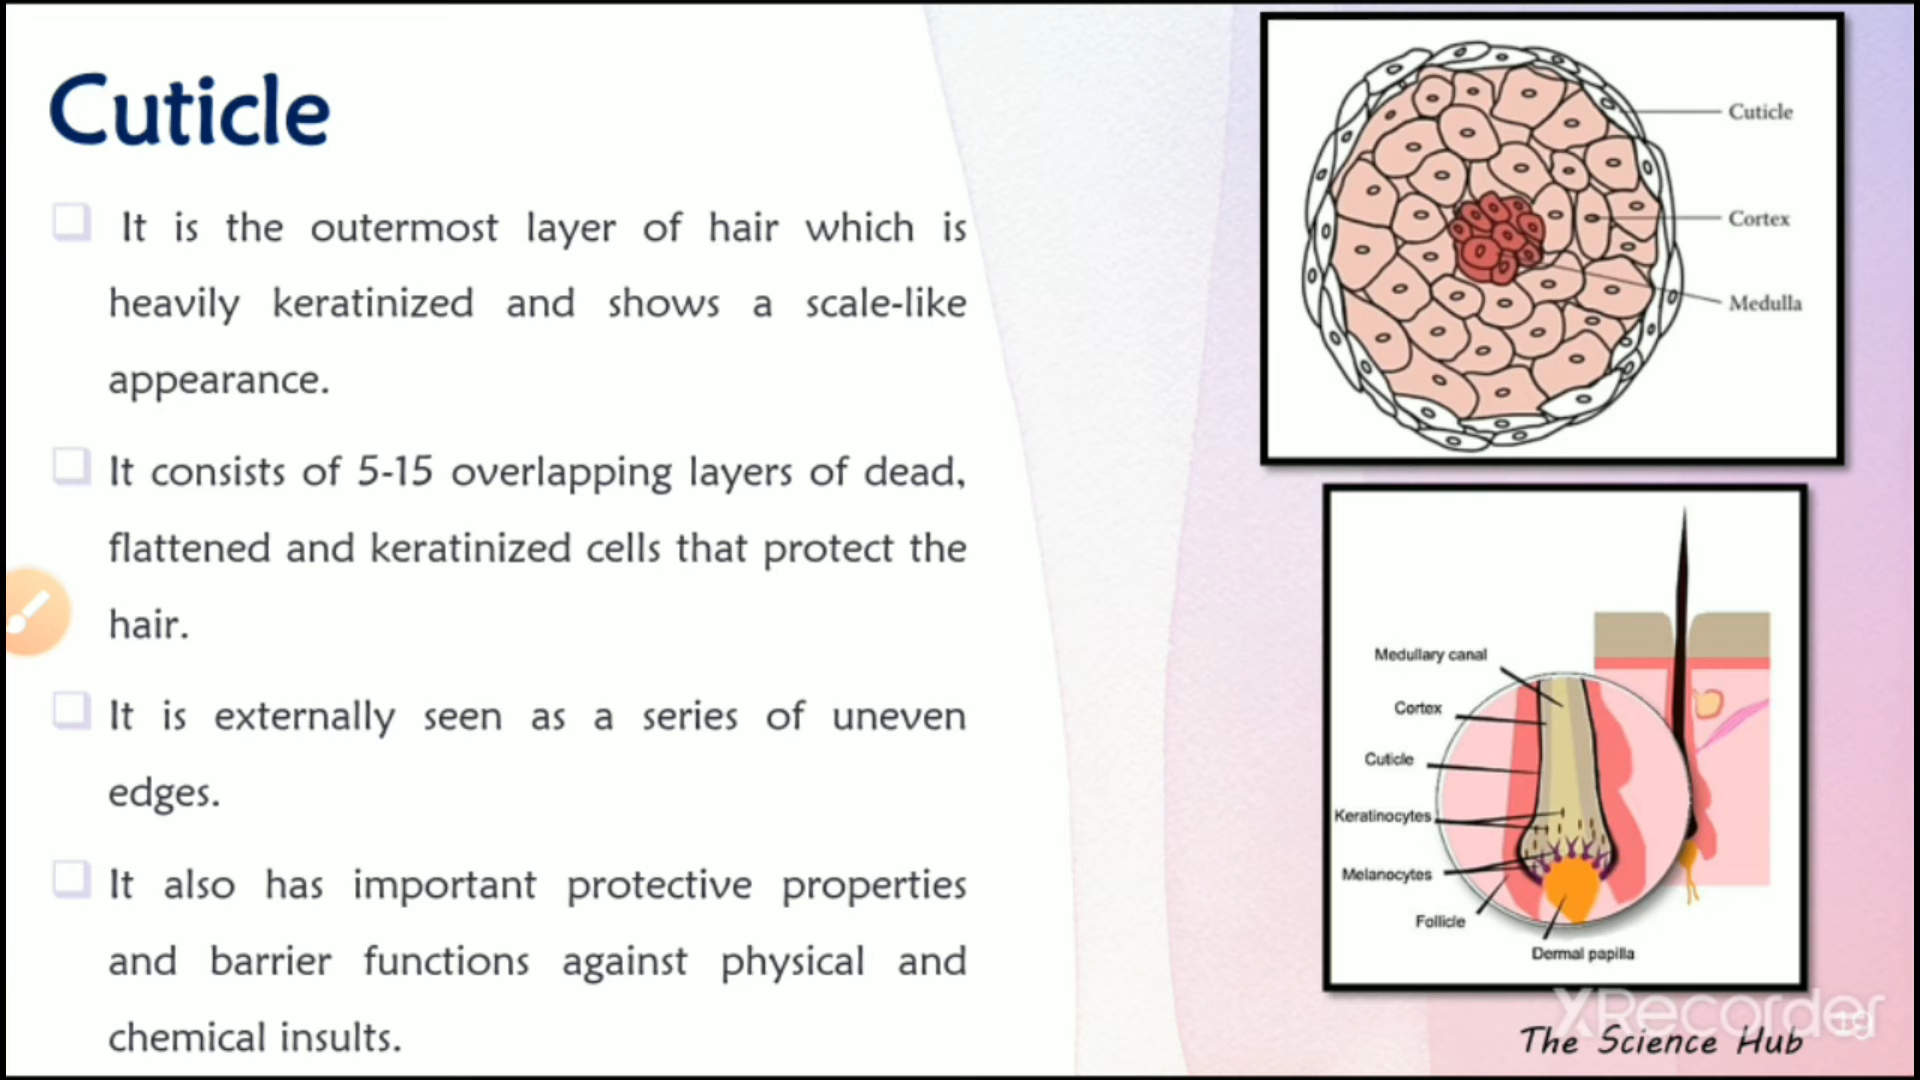 Cuticle
It is the outermost layer of hair which is
heavily keratinized and shows a scale-like
appearance.
It consists of 5-15 overlapping layers of dead,
flattened and keratinized cells that protect the
hair.
It is externally seen as a series of uneven
edges.
It also has important protective properties
and barrier functions against physical and
chemical insults.
Cuticle
Cortex
Medulla
Medullary canal
Cortex
Cuticle
Keratinocytes
Melanocytes
Follicle
Dermal papilla
XRecorder
19
The Science Hub